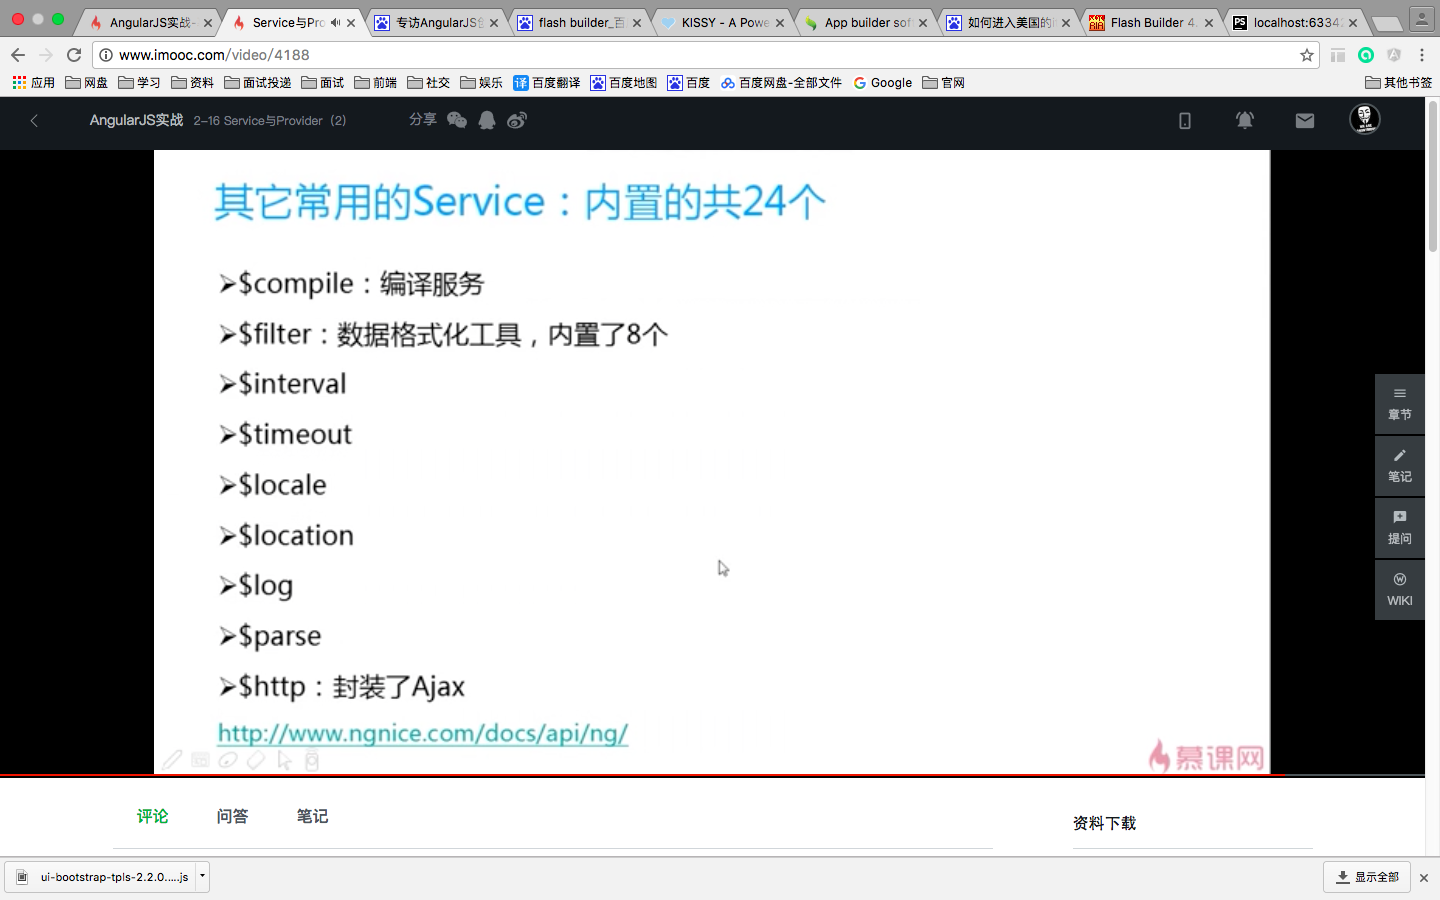 AngularJS实战-
Service与Pro
专访AngularJS
flash builder_百
KISSY - A Powe
App builder sof
如何进入美国的i
Flash Builder 4.
localhost:6334
www.imooc.com/video/4188
应用 网盘 学习 资料 面试投递 面试 前端 社交 娱乐 百度翻译 百度地图 百度 百度网盘-全部文件 Google 官网 其他书签
AngularJS实战 2-16 Service与Provider（2） 分享
其它常用的Service：内置的共24个
➢$compile：编译服务
➢$filter：数据格式化工具，内置了8个
➢$interval
➢$timeout
➢$locale
➢$location
➢$log
➢$parse
➢$http：封装了Ajax
http://www.ngnice.com/docs/api/ng/
慕课网
章节
笔记
提问
WIKI
评论 问答 笔记
资料下载
ui-bootstrap-tpls-2.2.0.....js
显示全部